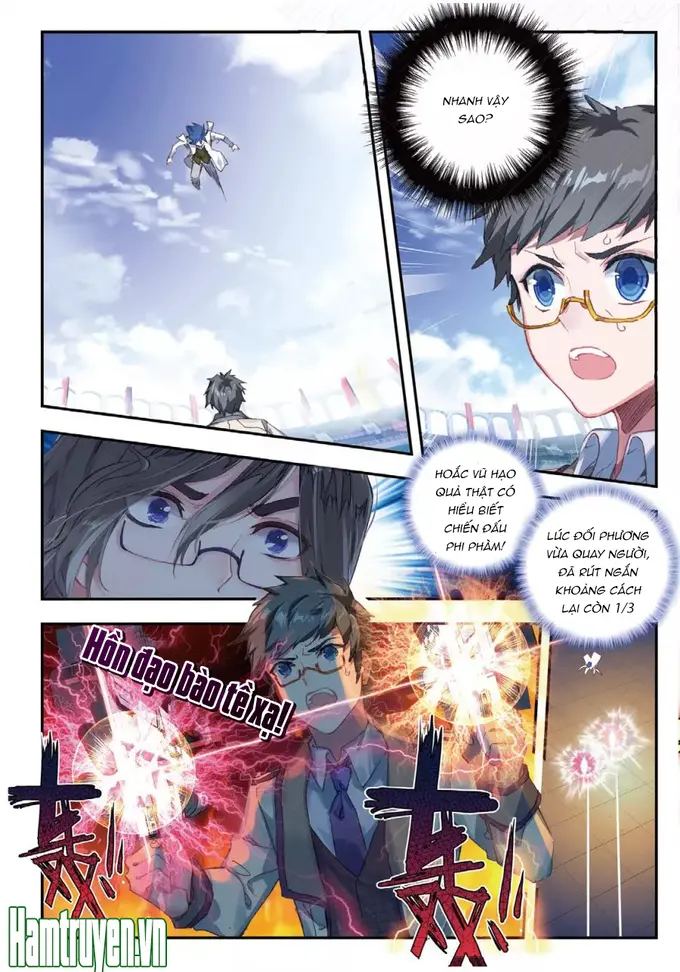 NHANH VẬY
SAO?
HOẮC VŨ HẠO
QUẢ THẬT CÓ
HIỂU BIẾT
CHIẾN ĐẤU
PHI PHÀM!
LÚC ĐỐI PHƯƠNG
VỪA QUAY NGƯỜI,
ĐÃ RÚT NGẮN
KHOẢNG CÁCH
LẠI CÒN 1/3
Hồn đạo bào tề xạ!
轰!!
轰!!
Hamtruyen.vn